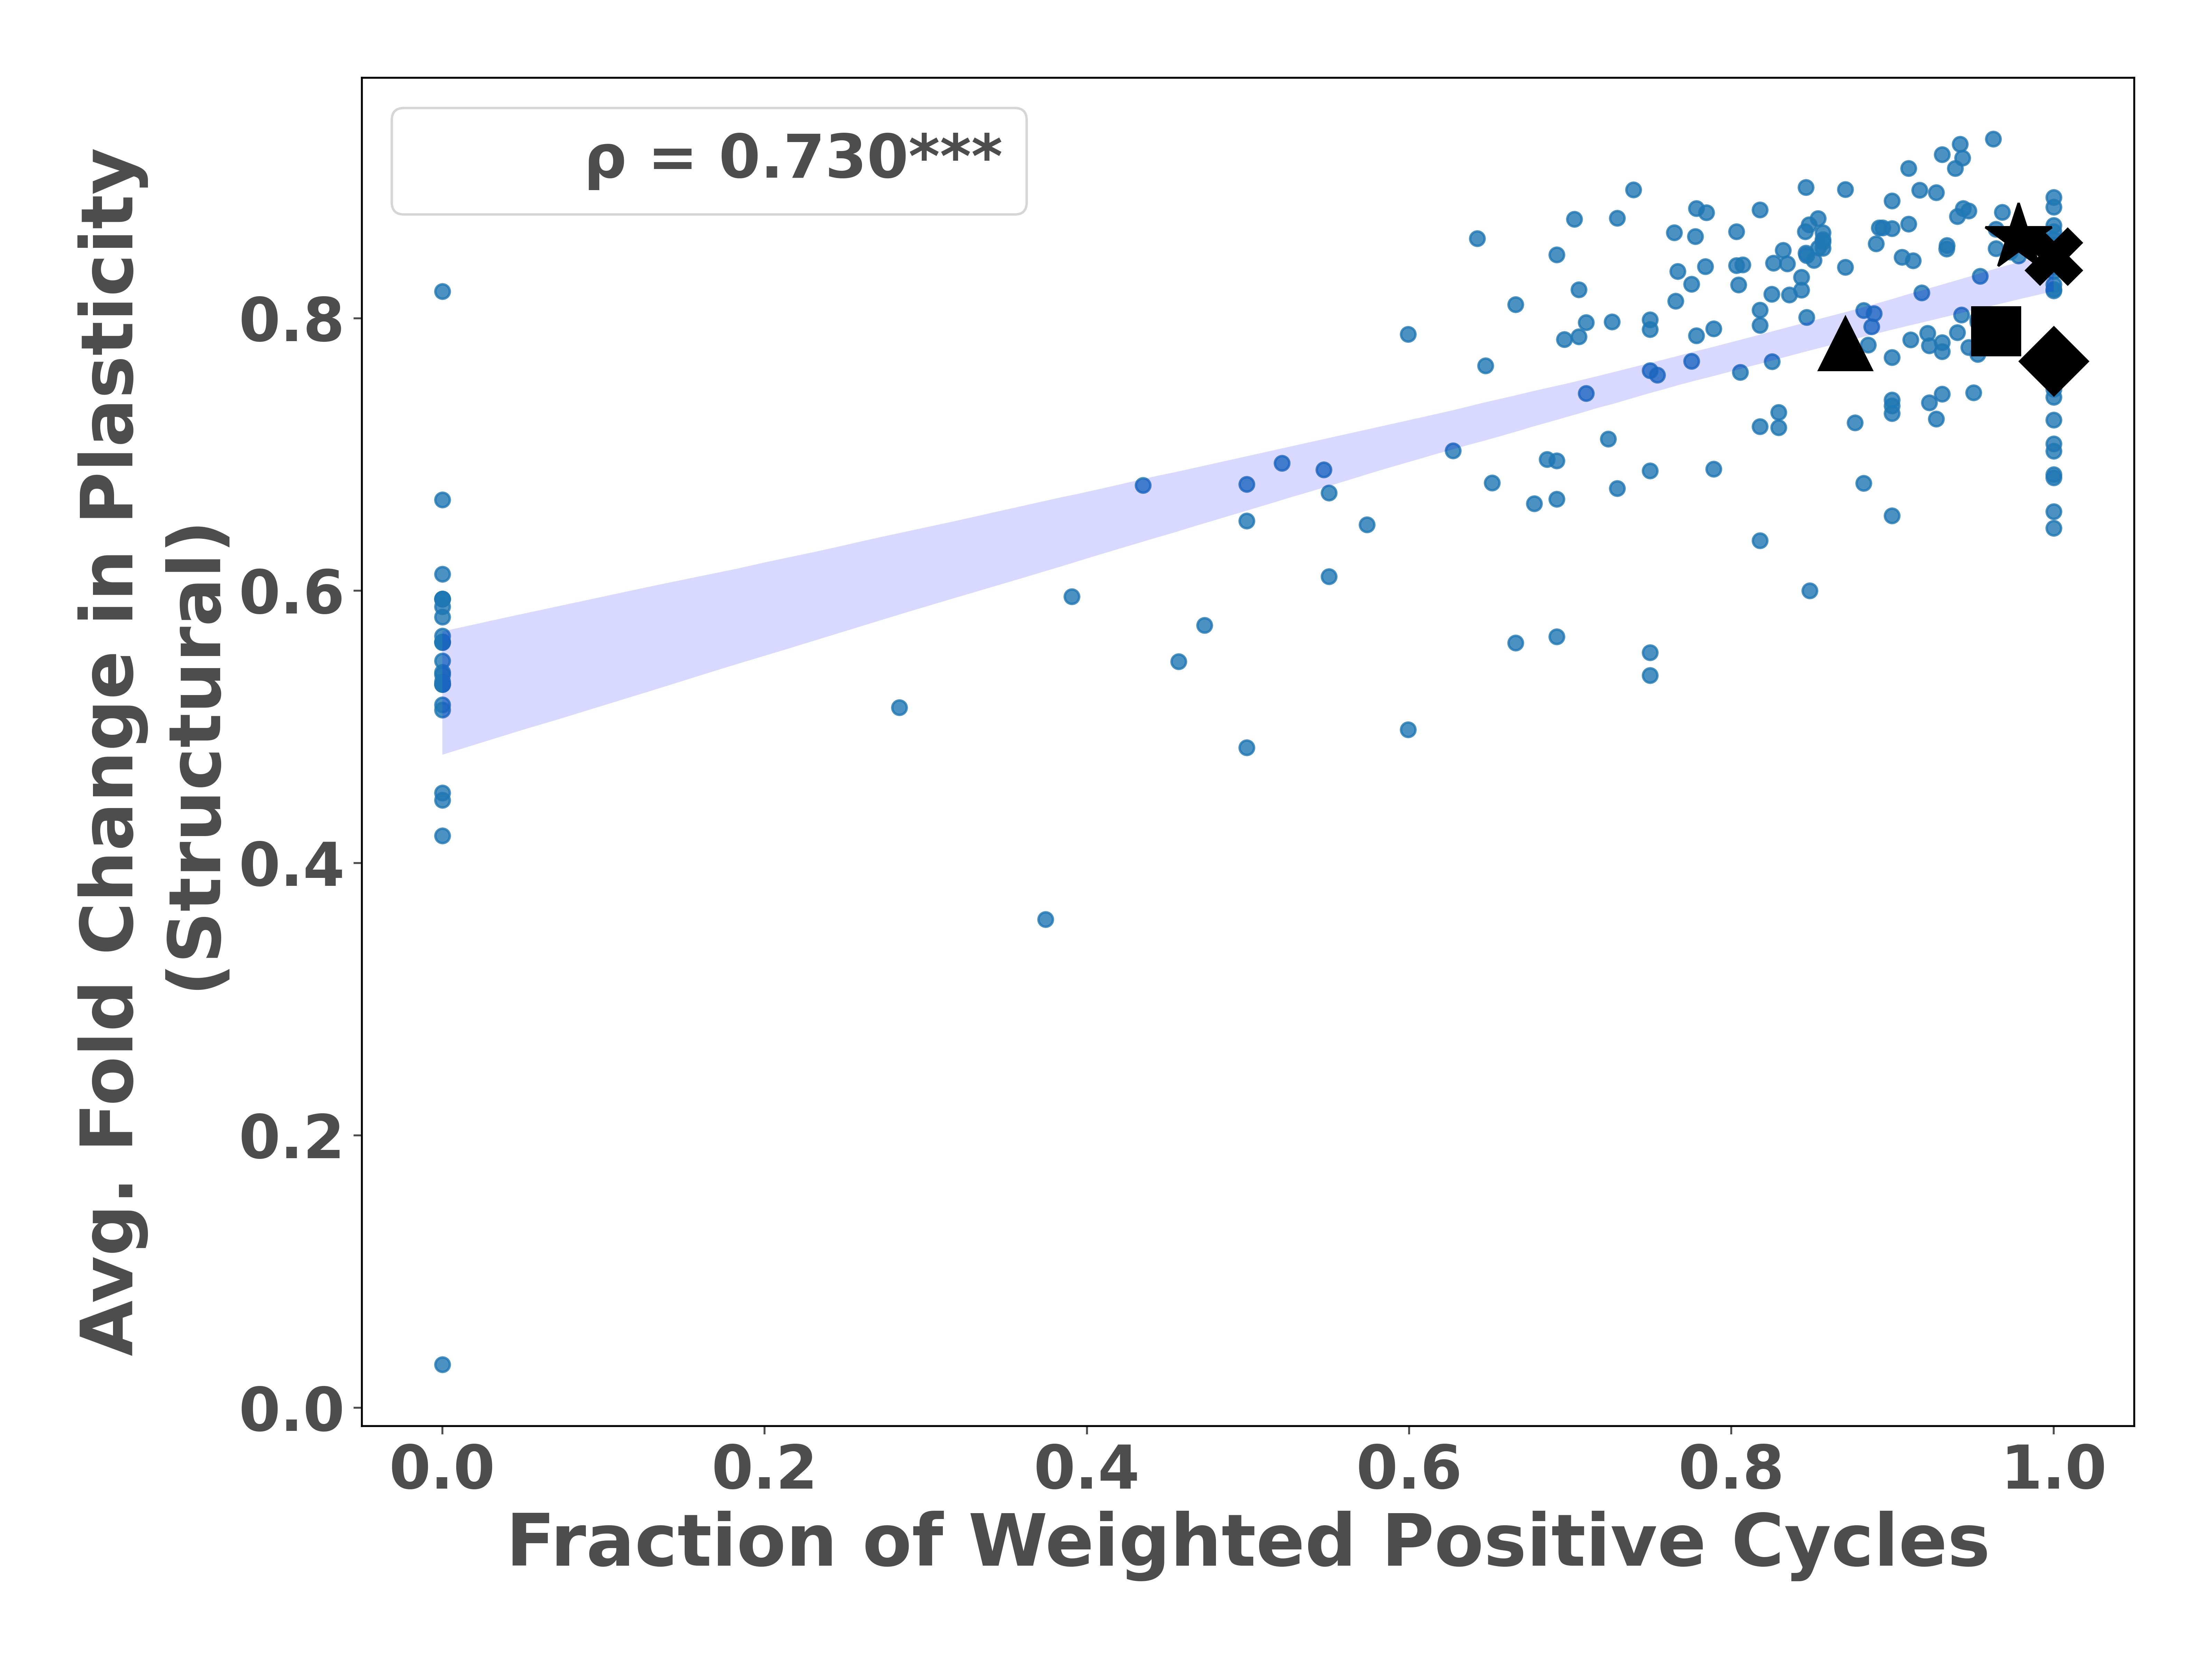 ρ = 0.730***
Avg. Fold Change in Plasticity
(Structural)
0.8
0.6
0.4
0.2
0.0
0.0 0.2 0.4 0.6 0.8 1.0
Fraction of Weighted Positive Cycles